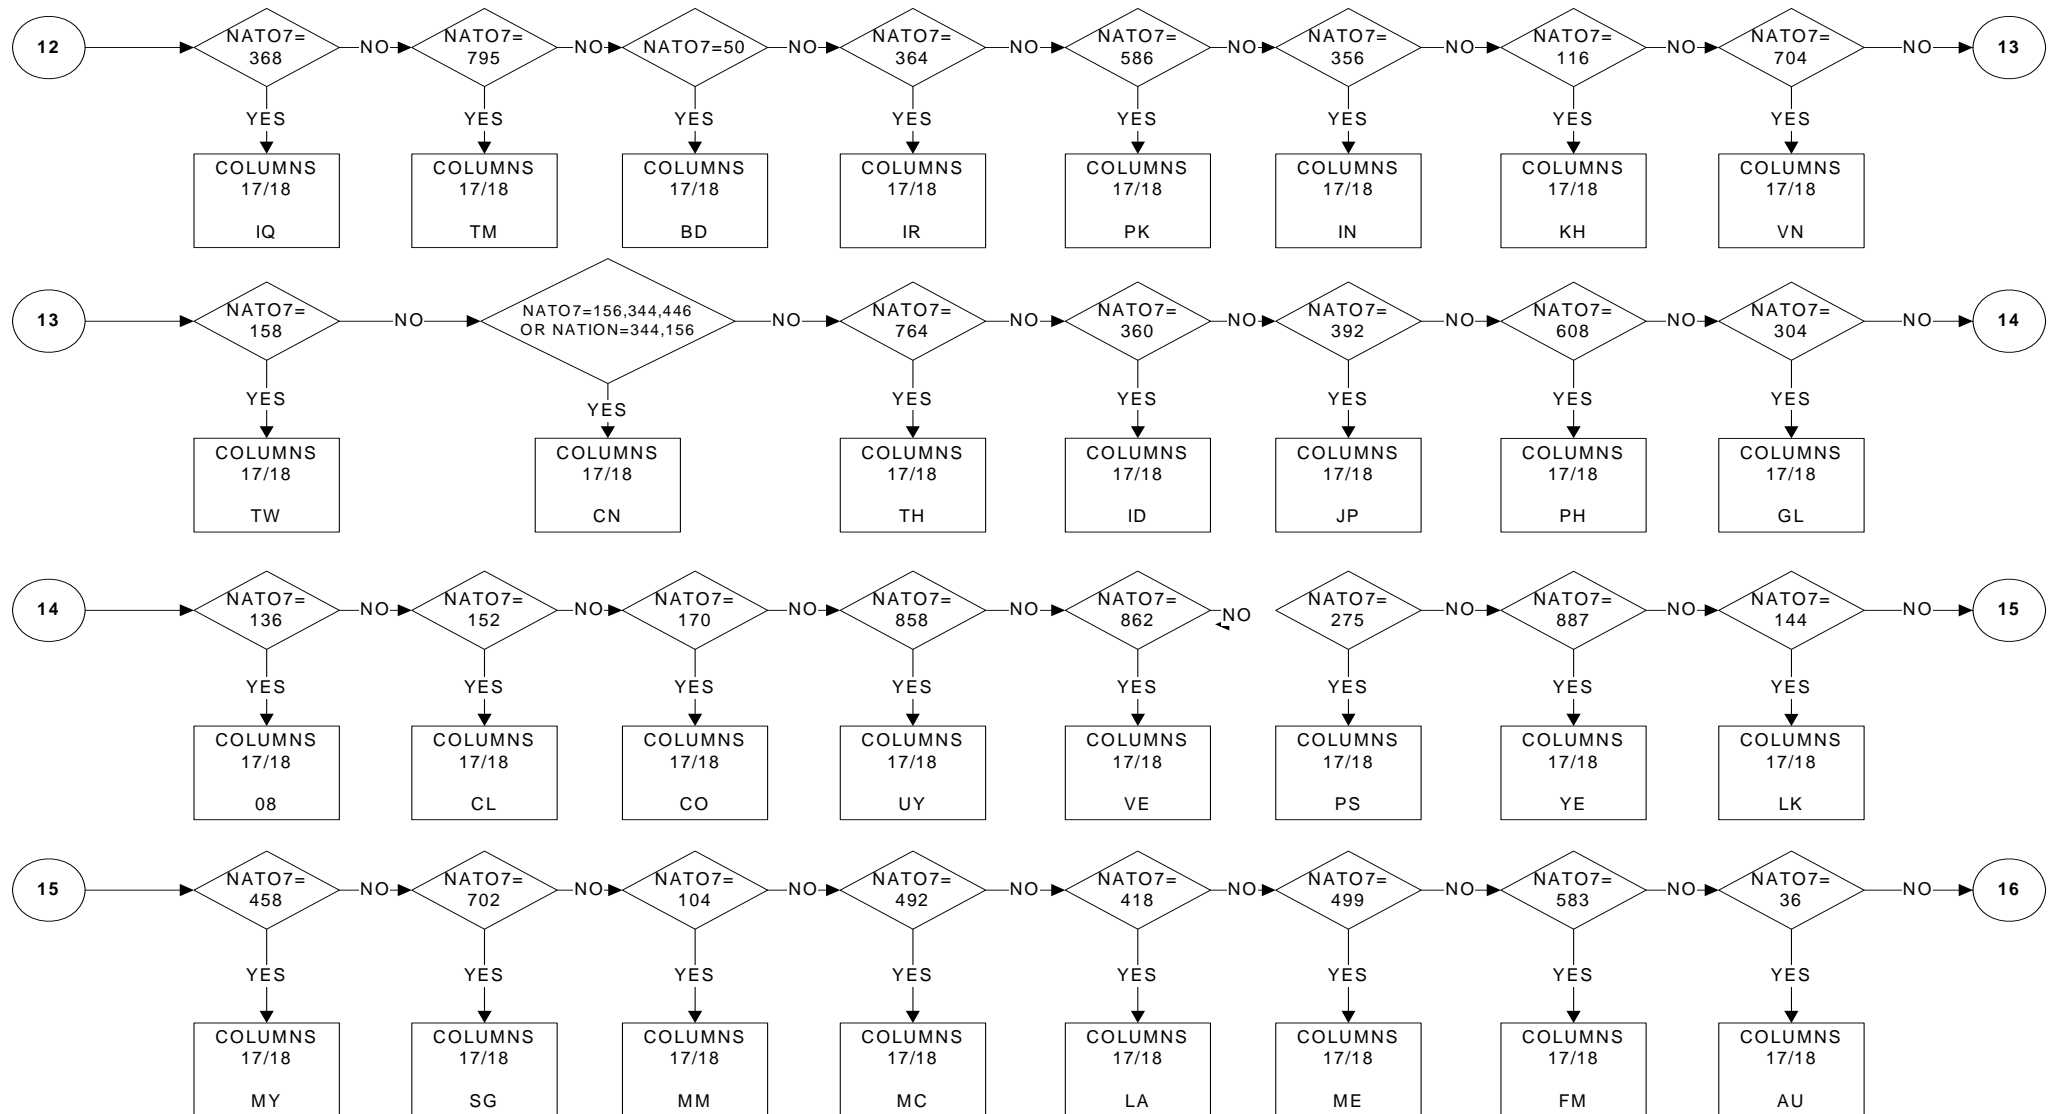 12
NATO7=
368
NO
NATO7=
795
NO
NATO7=50
NO
NATO7=
364
NO
NATO7=
586
NO
NATO7=
356
NO
NATO7=
116
NO
NATO7=
704
NO
13
YES
YES
YES
YES
YES
YES
YES
YES
COLUMNS
17/18
IQ
COLUMNS
17/18
TM
COLUMNS
17/18
BD
COLUMNS
17/18
IR
COLUMNS
17/18
PK
COLUMNS
17/18
IN
COLUMNS
17/18
KH
COLUMNS
17/18
VN
13
NATO7=
158
NO
NATO7=156,344,446
OR NATION=344,156
NO
NATO7=
764
NO
NATO7=
360
NO
NATO7=
392
NO
NATO7=
608
NO
NATO7=
304
NO
14
YES
YES
YES
YES
YES
YES
YES
COLUMNS
17/18
TW
COLUMNS
17/18
CN
COLUMNS
17/18
TH
COLUMNS
17/18
ID
COLUMNS
17/18
JP
COLUMNS
17/18
PH
COLUMNS
17/18
GL
14
NATO7=
136
NO
NATO7=
152
NO
NATO7=
170
NO
NATO7=
858
NO
NATO7=
862
NO
NATO7=
275
NO
NATO7=
887
NO
NATO7=
144
NO
15
YES
YES
YES
YES
YES
YES
YES
YES
COLUMNS
17/18
08
COLUMNS
17/18
CL
COLUMNS
17/18
CO
COLUMNS
17/18
UY
COLUMNS
17/18
VE
COLUMNS
17/18
PS
COLUMNS
17/18
YE
COLUMNS
17/18
LK
15
NATO7=
458
NO
NATO7=
702
NO
NATO7=
104
NO
NATO7=
492
NO
NATO7=
418
NO
NATO7=
499
NO
NATO7=
583
NO
NATO7=
36
NO
16
YES
YES
YES
YES
YES
YES
YES
YES
COLUMNS
17/18
MY
COLUMNS
17/18
SG
COLUMNS
17/18
MM
COLUMNS
17/18
MC
COLUMNS
17/18
LA
COLUMNS
17/18
ME
COLUMNS
17/18
FM
COLUMNS
17/18
AU